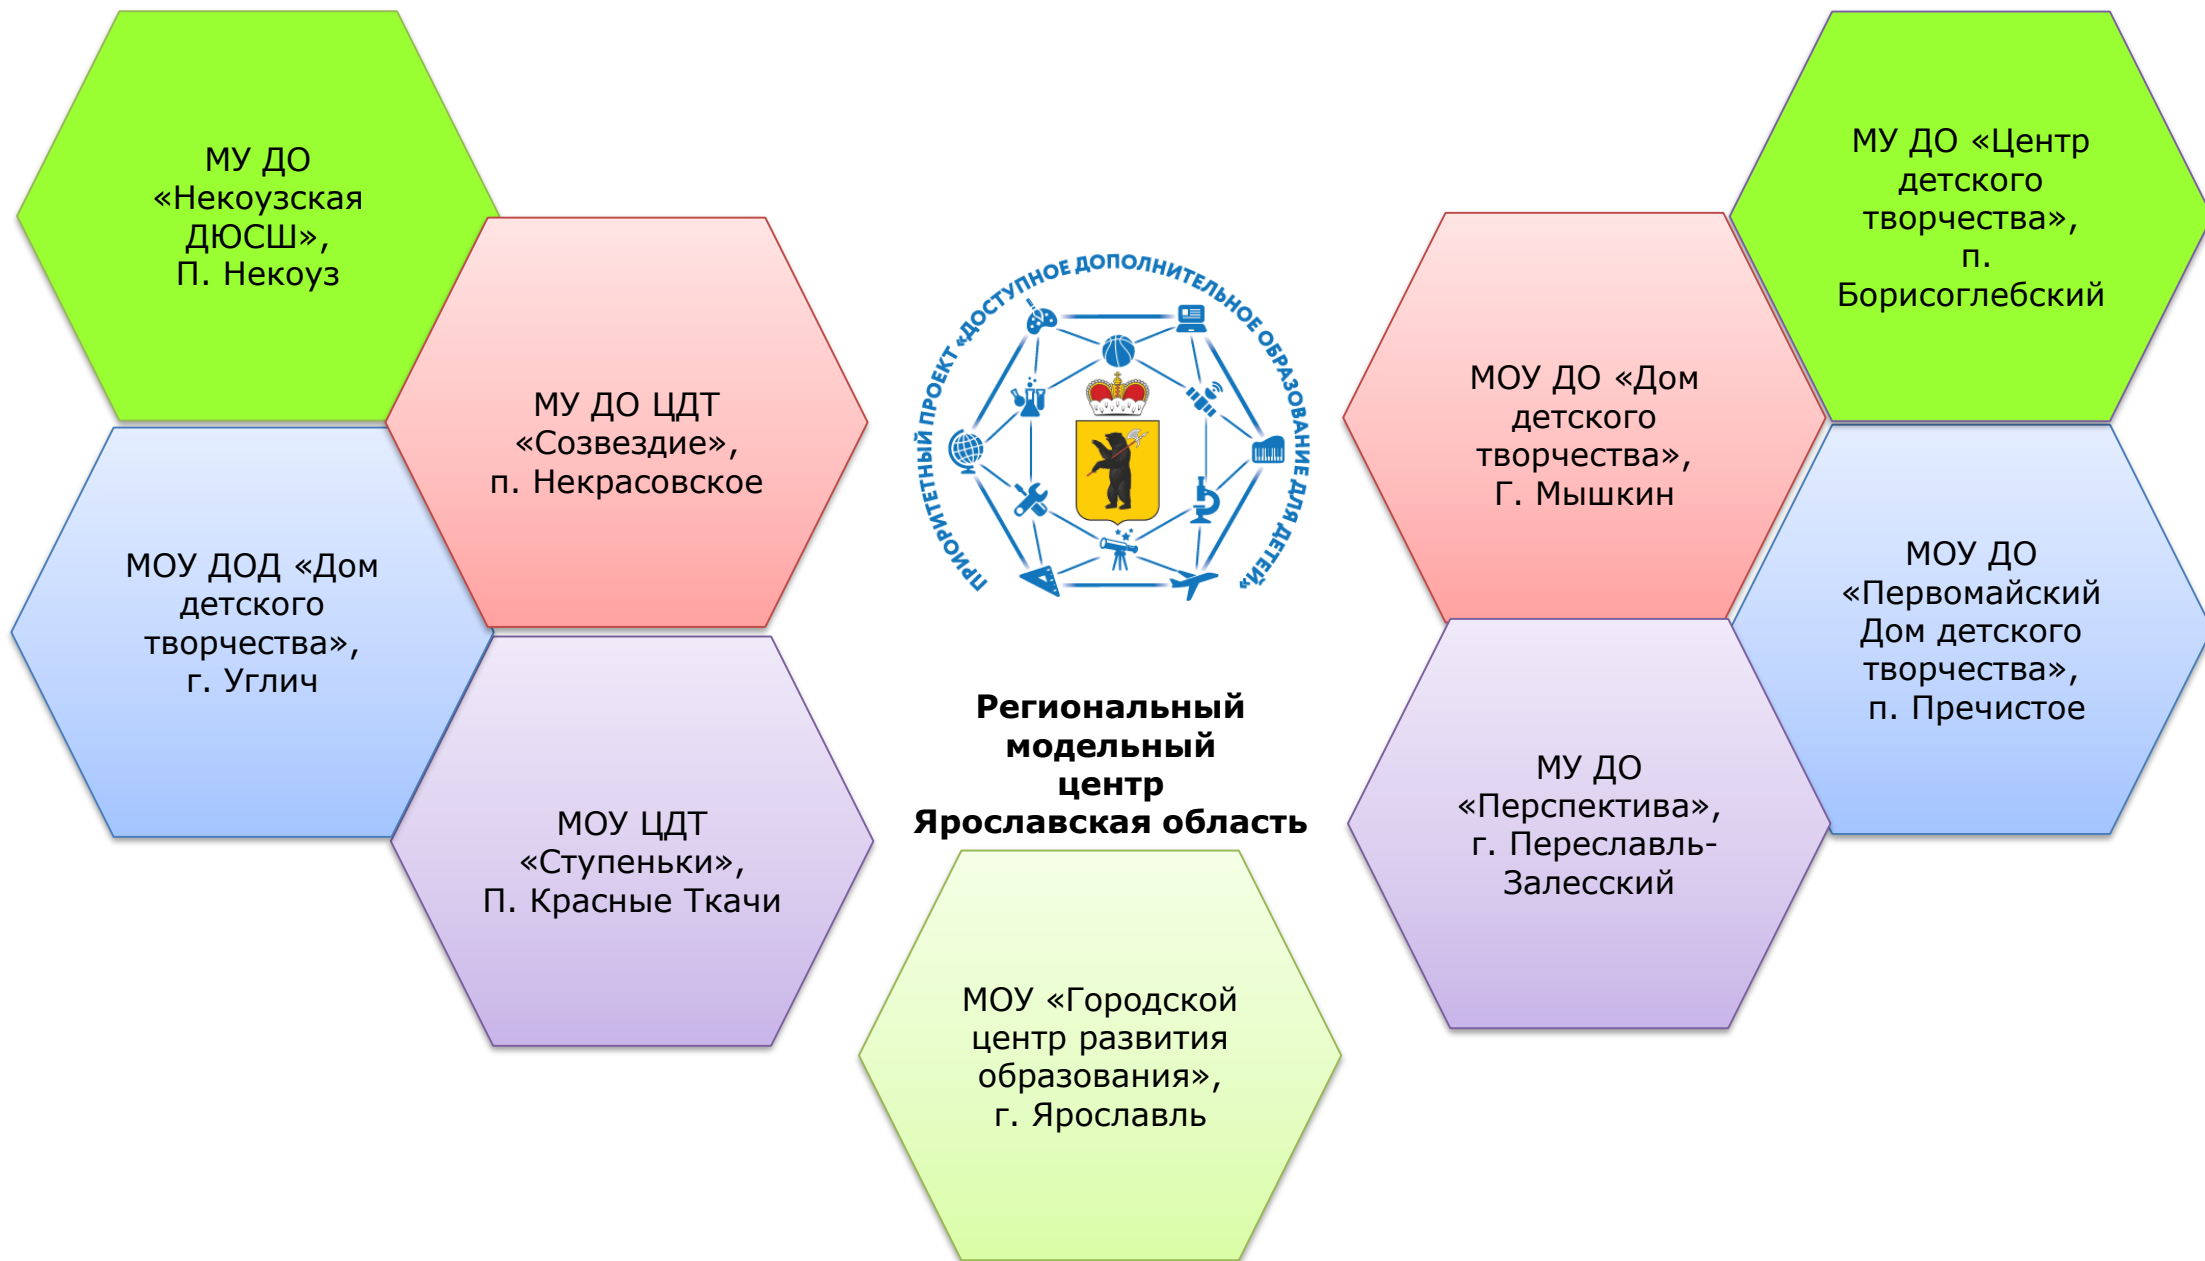 МУ ДО
«Некоузская
ДЮСШ»,
П. Некоуз
МУ ДО ЦДТ
«Созвездие»,
п. Некрасовское
МОУ ДОД «Дом
детского
творчества»,
г. Углич
МОУ ЦДТ
«Ступеньки»,
П. Красные Ткачи
ПРИОРИТЕТНЫЙ ПРОЕКТ «ДОСТУПНОЕ ДОПОЛНИТЕЛЬНОЕ ОБРАЗОВАНИЕ ДЛЯ ДЕТЕЙ»
Региональный
модельный
центр
Ярославская область
МОУ «Городской
центр развития
образования»,
г. Ярославль
МОУ ДО «Дом
детского
творчества»,
Г. Мышкин
МУ ДО «Центр
детского
творчества»,
п.
Борисоглебский
МОУ ДО
«Первомайский
Дом детского
творчества»,
п. Пречистое
МУ ДО
«Перспектива»,
г. Переславль-
Залесский